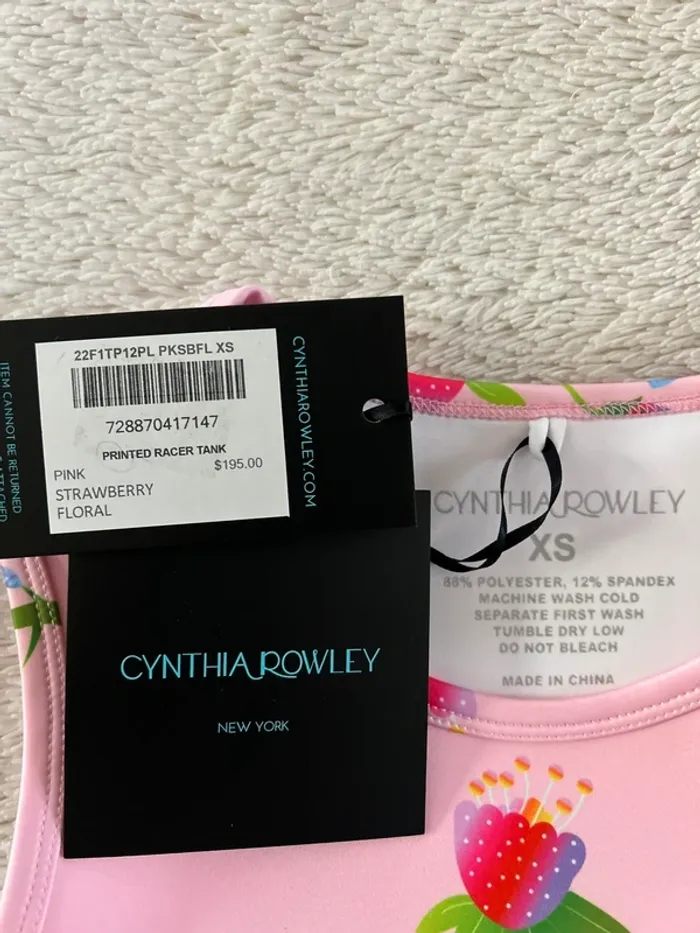 22F1TP12PL PKSBFL XS
728870417147
PRINTED RACER TANK
$195.00
PINK
STRAWBERRY
FLORAL
ITEM CANNOT BE RETURNED
ATTACHED
CYNTHIAROWLEY.COM
CYNTHIA ROWLEY
NEW YORK
CYNTHIA ROWLEY
XS
88% POLYESTER, 12% SPANDEX
MACHINE WASH COLD
SEPARATE FIRST WASH
TUMBLE DRY LOW
DO NOT BLEACH
MADE IN CHINA